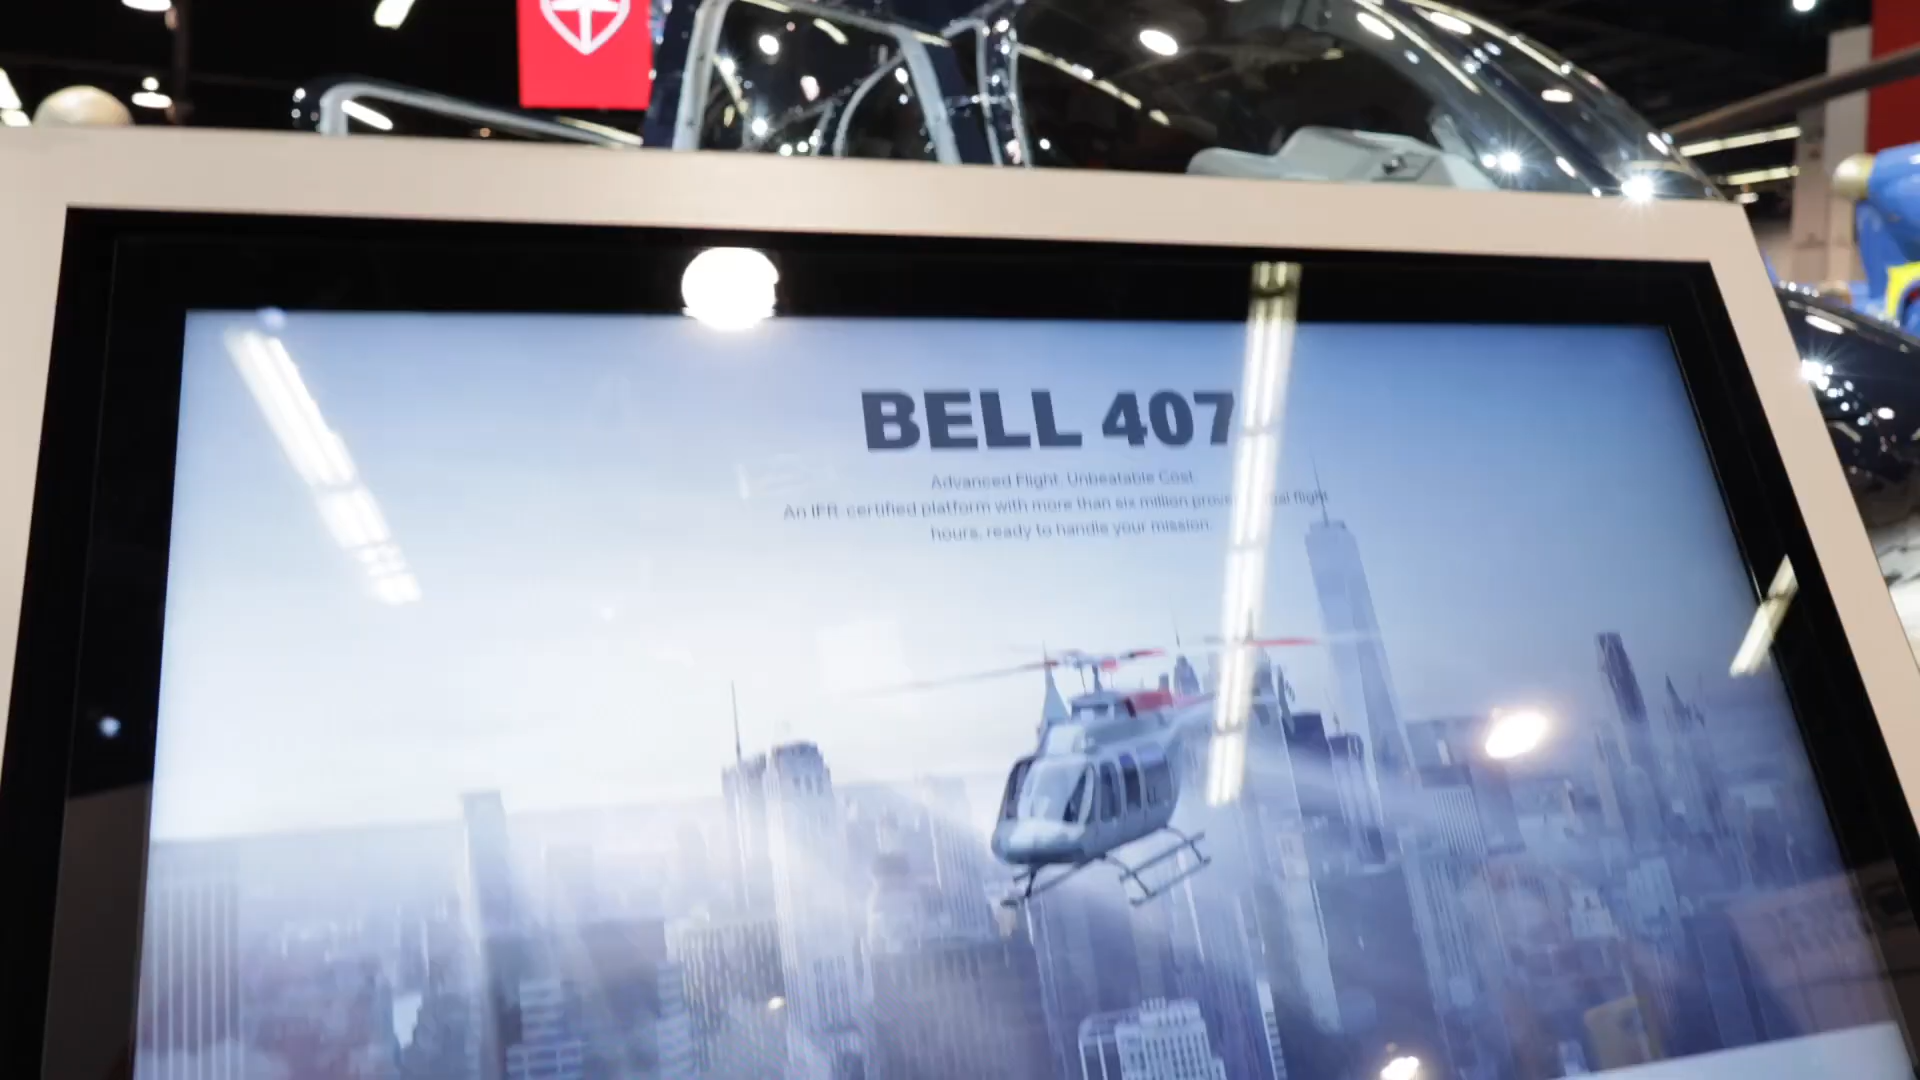 BELL 407
Advanced Flight. Unbeatable Cost.
An IFR certified platform with more than six million flight
hours, ready to handle your mission.